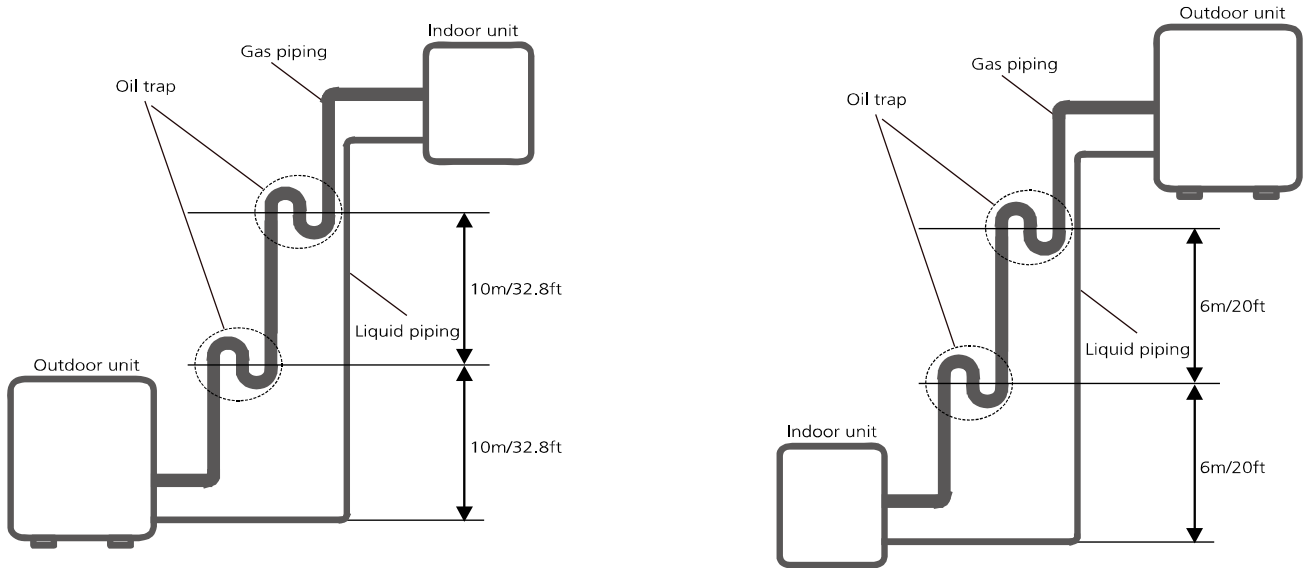 Indoor unit
Gas piping
Oil trap
10m/32.8ft
Liquid piping
Outdoor unit
10m/32.8ft
Outdoor unit
Gas piping
Oil trap
6m/20ft
Liquid piping
Indoor unit
6m/20ft